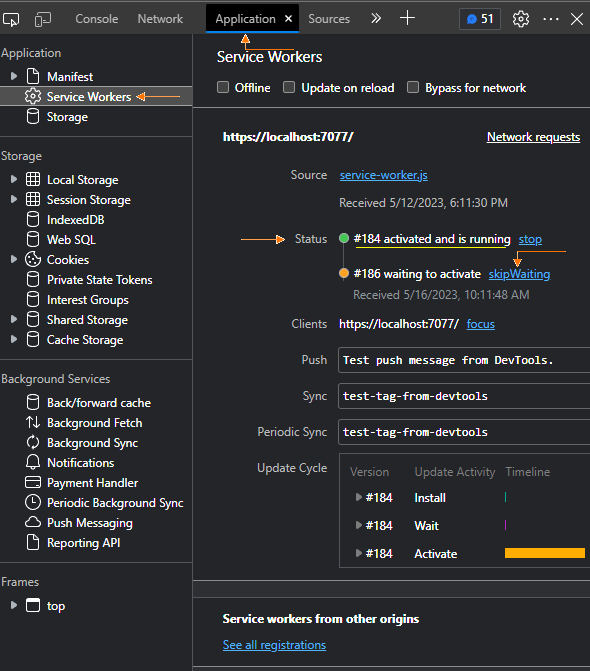 Console Network Application × Sources 51
Application
Manifest
Service Workers
Storage
Storage
Local Storage
Session Storage
IndexedDB
Web SQL
Cookies
Private State Tokens
Interest Groups
Shared Storage
Cache Storage
Background Services
Back/forward cache
Background Fetch
Background Sync
Notifications
Payment Handler
Periodic Background Sync
Push Messaging
Reporting API
Frames
top
Service Workers
Offline Update on reload Bypass for network
https://localhost:7077/ Network requests
Source service-worker.js
Received 5/12/2023, 6:11:30 PM
Status #184 activated and is running stop
#186 waiting to activate skipWaiting
Received 5/16/2023, 10:11:48 AM
Clients https://localhost:7077/ focus
Push Test push message from DevTools.
Sync test-tag-from-devtools
Periodic Sync test-tag-from-devtools
Update Cycle
Version Update Activity Timeline
#184 Install
#184 Wait
#184 Activate
Service workers from other origins
See all registrations